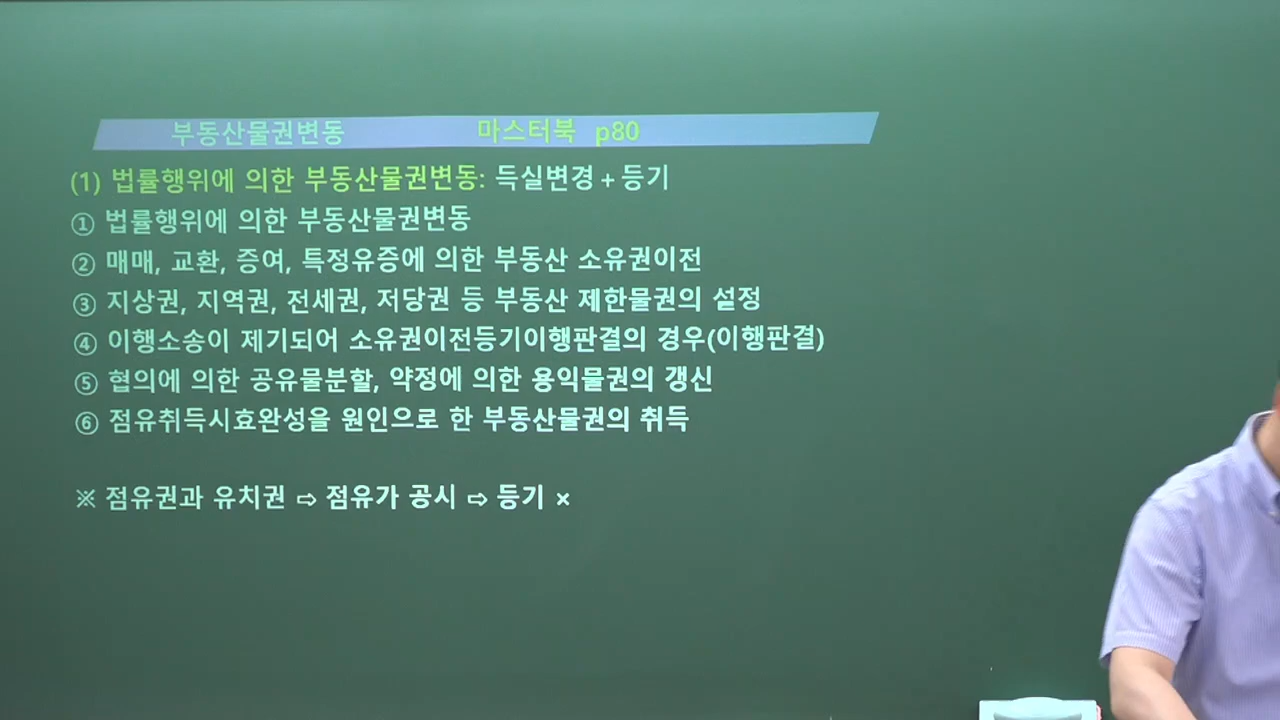 부동산물권변동 마스터북 p80
(1) 법률행위에 의한 부동산물권변동: 득실변경 + 등기
① 법률행위에 의한 부동산물권변동
② 매매, 교환, 증여, 특정유증에 의한 부동산 소유권이전
③ 지상권, 지역권, 전세권, 저당권 등 부동산 제한물권의 설정
④ 이행소송이 제기되어 소유권이전등기이행판결의 경우(이행판결)
⑤ 협의에 의한 공유물분할, 약정에 의한 용익물권의 갱신
⑥ 점유취득시효완성을 원인으로 한 부동산물권의 취득
※ 점유권과 유치권 ⇨ 점유가 공시 ⇨ 등기 ×